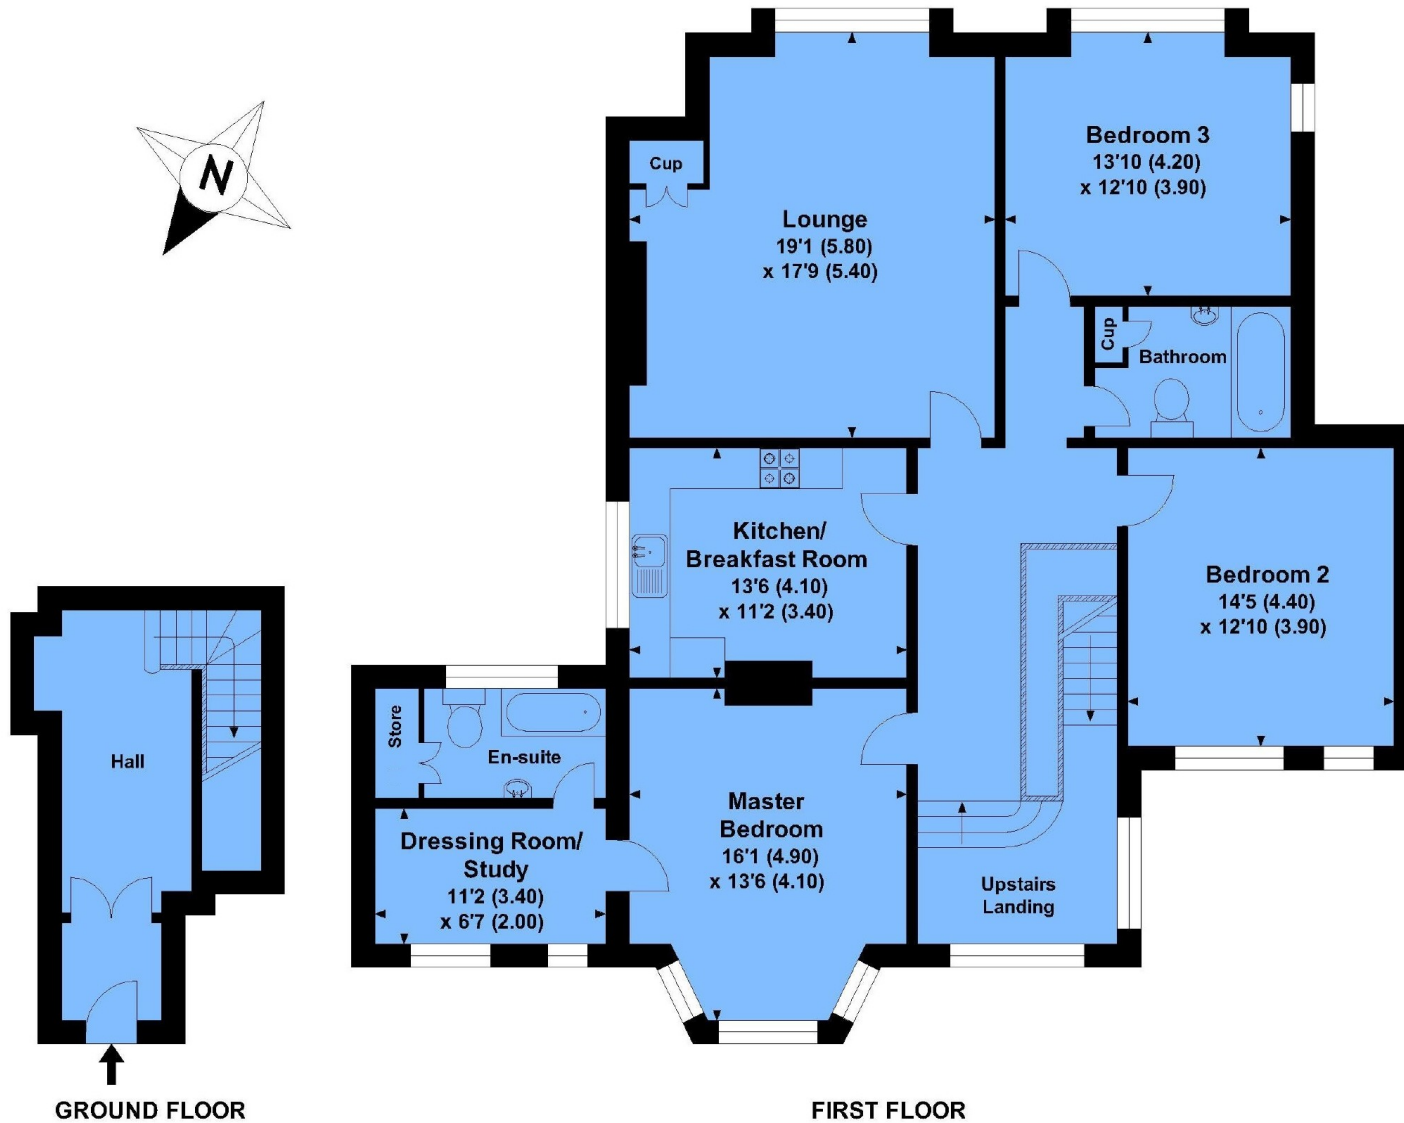 N
Cup
Lounge
19'1 (5.80)
x 17'9 (5.40)
Bedroom 3
13'10 (4.20)
x 12'10 (3.90)
Cup
Bathroom
Kitchen/
Breakfast Room
13'6 (4.10)
x 11'2 (3.40)
Bedroom 2
14'5 (4.40)
x 12'10 (3.90)
Hall
Store
En-suite
Dressing Room/
Study
11'2 (3.40)
x 6'7 (2.00)
Master
Bedroom
16'1 (4.90)
x 13'6 (4.10)
Upstairs
Landing
GROUND FLOOR
FIRST FLOOR